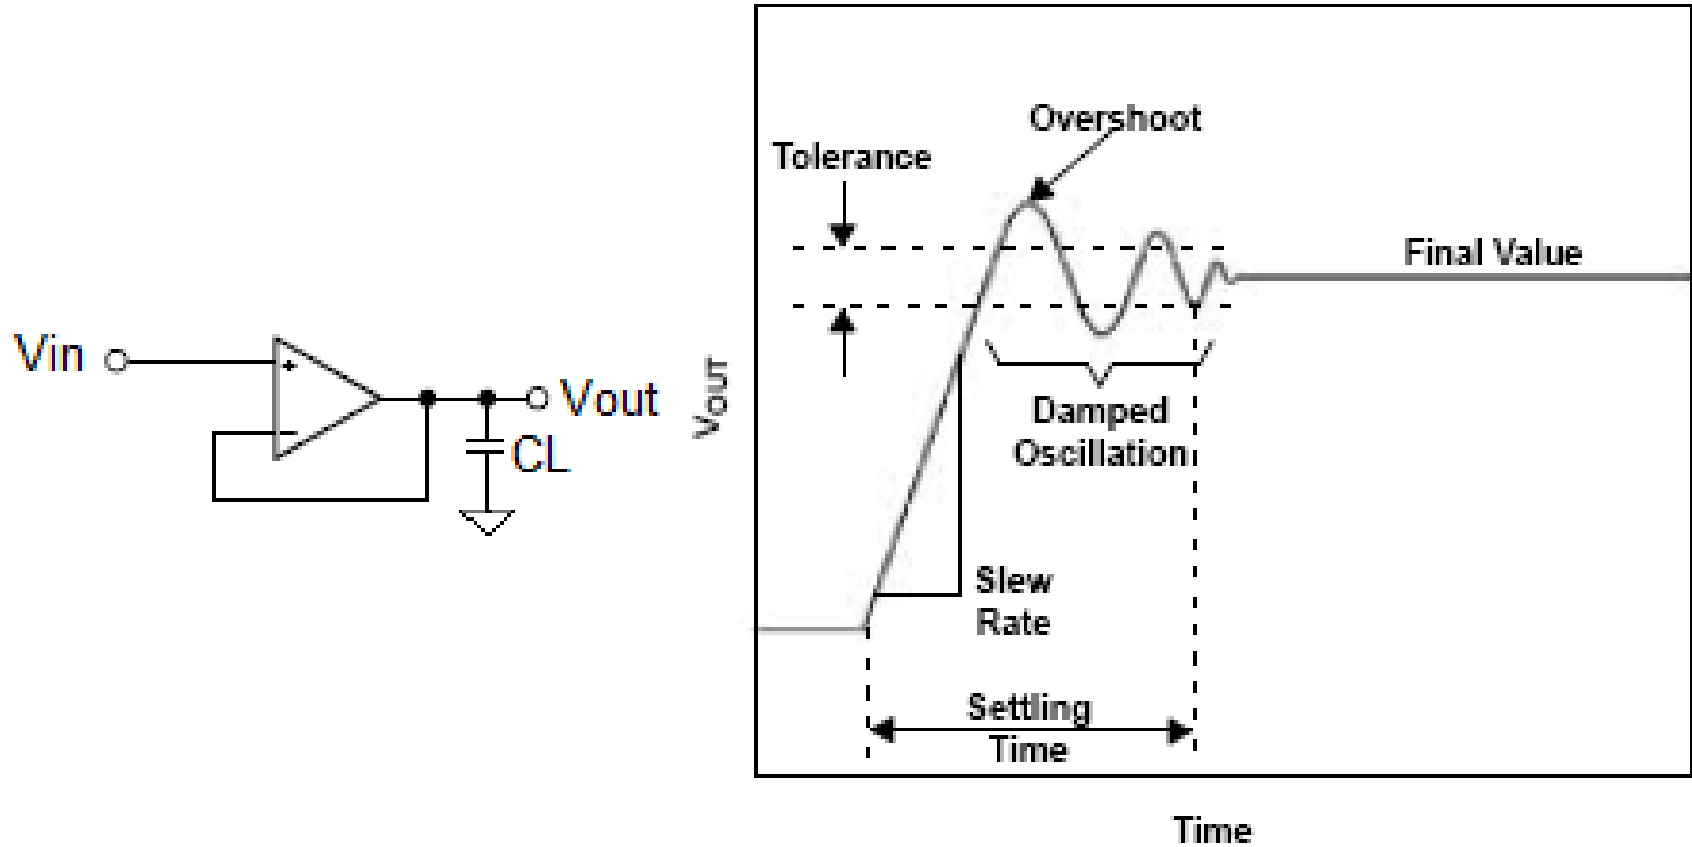 Vin
+
-
Vout
CL
Overshoot
Tolerance
Final Value
VOUT
Damped
Oscillation
Slew
Rate
Settling
Time
Time